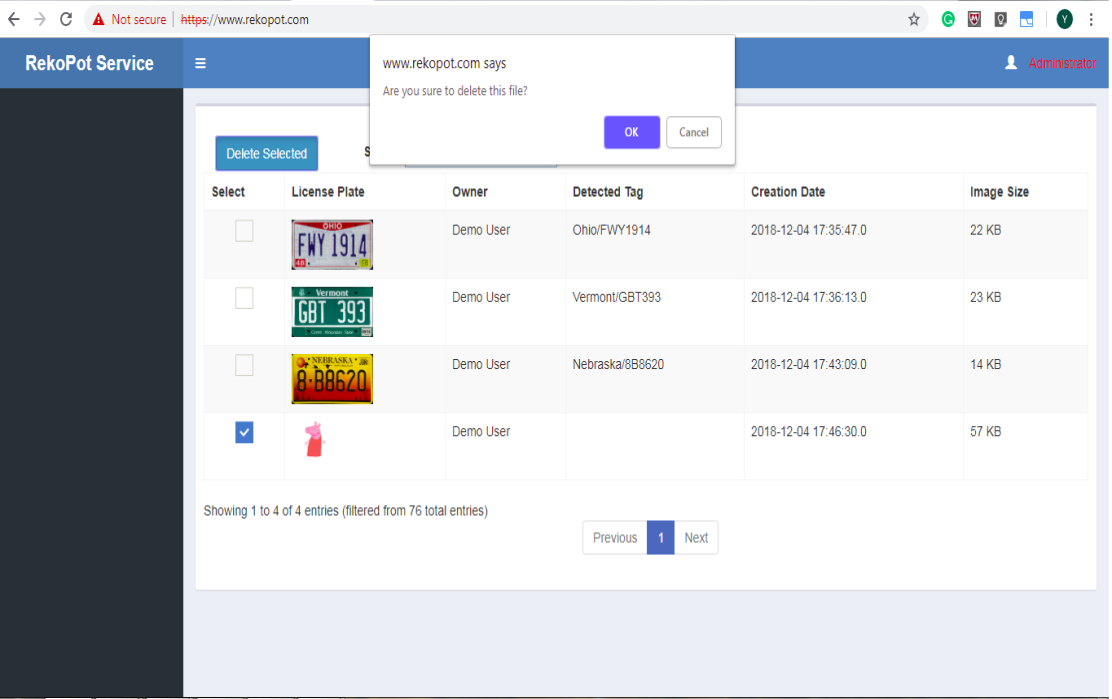 Not secure | https://www.rekopot.com
Y
RekoPot Service
Administrator
www.rekopot.com says
Are you sure to delete this file?
OK Cancel
Delete Selected S
Select License Plate Owner Detected Tag Creation Date Image Size
OHIO
FWY 1914
Demo User Ohio/FWY1914 2018-12-04 17:35:47.0 22 KB
Vermont
GBT 393
Green Mountain State
Demo User Vermont/GBT393 2018-12-04 17:36:13.0 23 KB
NEBRASKA
8-B8620
Demo User Nebraska/8B8620 2018-12-04 17:43:09.0 14 KB
Demo User 2018-12-04 17:46:30.0 57 KB
Showing 1 to 4 of 4 entries (filtered from 76 total entries)
Previous 1 Next